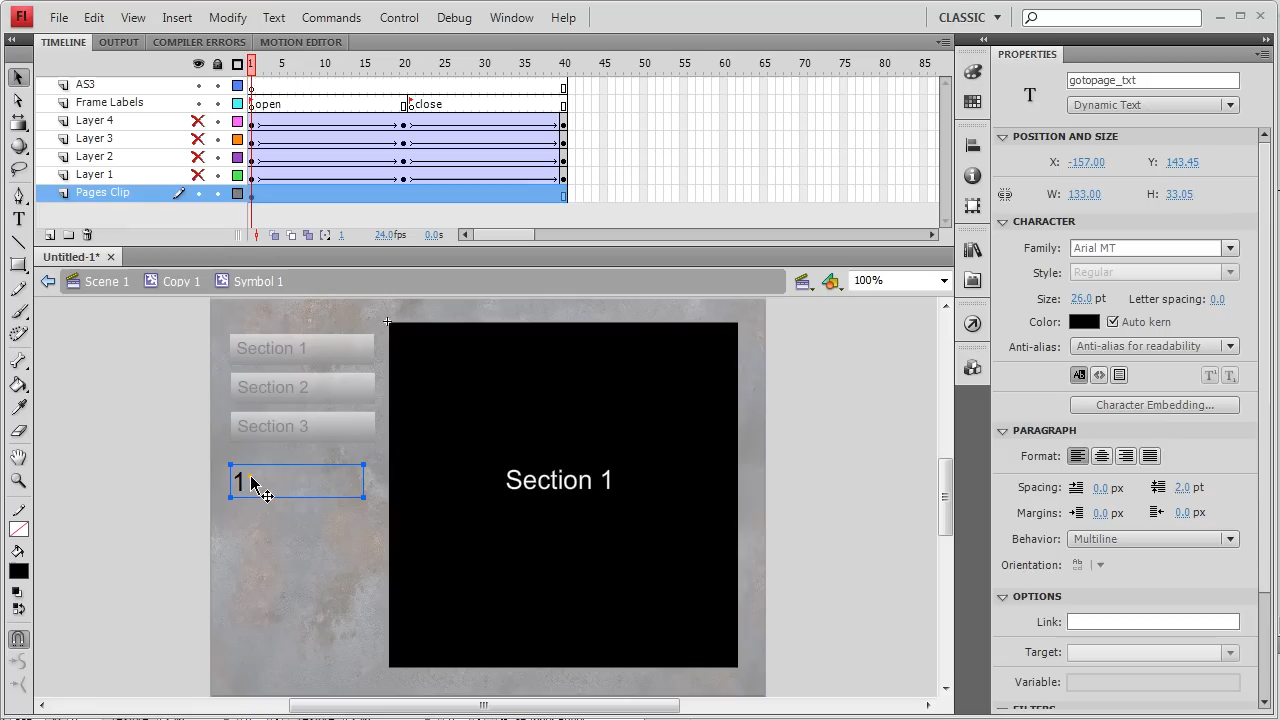 Fl File Edit View Insert Modify Text Commands Control Debug Window Help CLASSIC
TIMELINE OUTPUT COMPILER ERRORS MOTION EDITOR
1 5 10 15 20 25 30 35 40 45 50 55 60 65 70 75 80 85
AS3
Frame Labels open close
Layer 4
Layer 3
Layer 2
Layer 1
Pages Clip
1 24.0fps 0.0s
Untitled-1*
Scene 1 Copy 1 Symbol 1 100%
Section 1
Section 2
Section 3
1
Section 1
PROPERTIES
T gotopage_txt
Dynamic Text
POSITION AND SIZE
X: -157.00 Y: 143.45
W: 133.00 H: 33.05
CHARACTER
Family: Arial MT
Style: Regular
Size: 26.0 pt Letter spacing: 0.0
Color: Auto kern
Anti-alias: Anti-alias for readability
Character Embedding...
PARAGRAPH
Format:
Spacing: 0.0 px 2.0 pt
Margins: 0.0 px 0.0 px
Behavior: Multiline
Orientation:
OPTIONS
Link:
Target:
Variable: